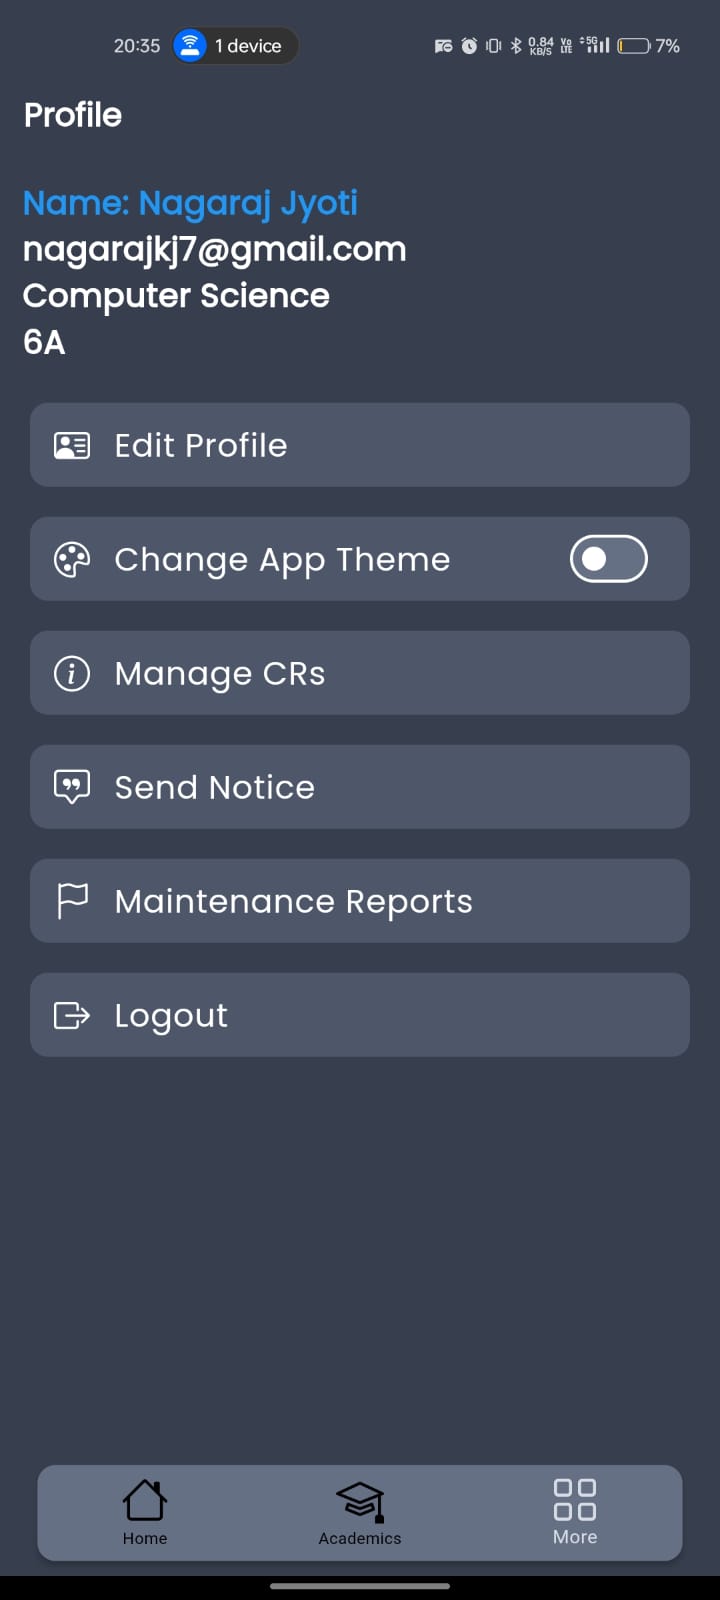 20:35 1 device 0.84 KB/S Vo LTE 5G 7%
Profile
Name: Nagaraj Jyoti
nagarajkj7@gmail.com
Computer Science
6A
Edit Profile
Change App Theme
Manage CRs
Send Notice
Maintenance Reports
Logout
Home Academics More